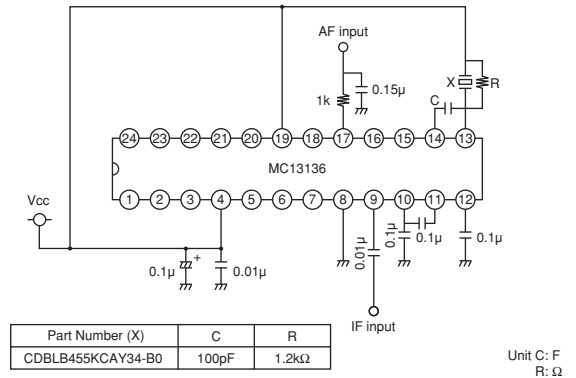 AF input
X
R
C
0.15µ
1k
24 23 22 21 20 19 18 17 16 15 14 13
MC13136
1 2 3 4 5 6 7 8 9 10 11 12
Vcc
+
0.1µ
0.01µ
0.01µ
0.1µ
0.1µ
0.1µ
IF input
Part Number (X) C R
CDBLB455KCAY34-B0 100pF 1.2kΩ
Unit C: F
R: Ω